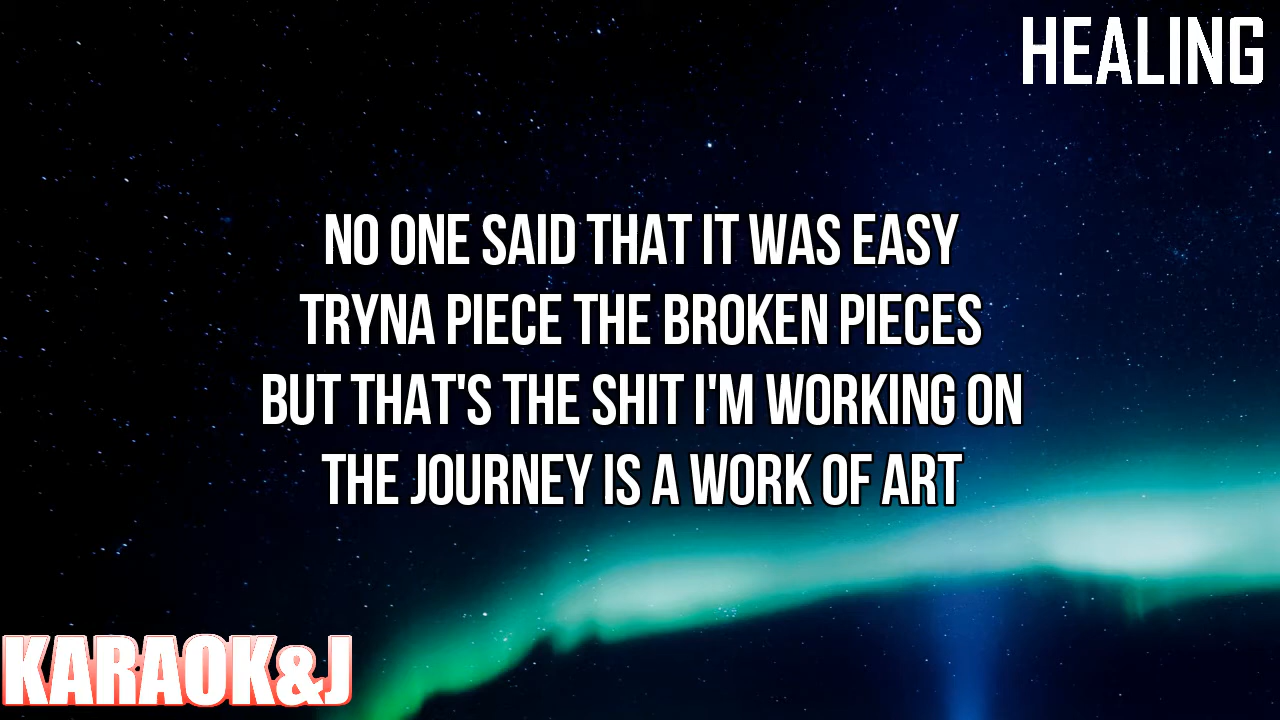 HEALING
NO ONE SAID THAT IT WAS EASY
TRYNA PIECE THE BROKEN PIECES
BUT THAT'S THE SHIT I'M WORKING ON
THE JOURNEY IS A WORK OF ART
KARAOK&J